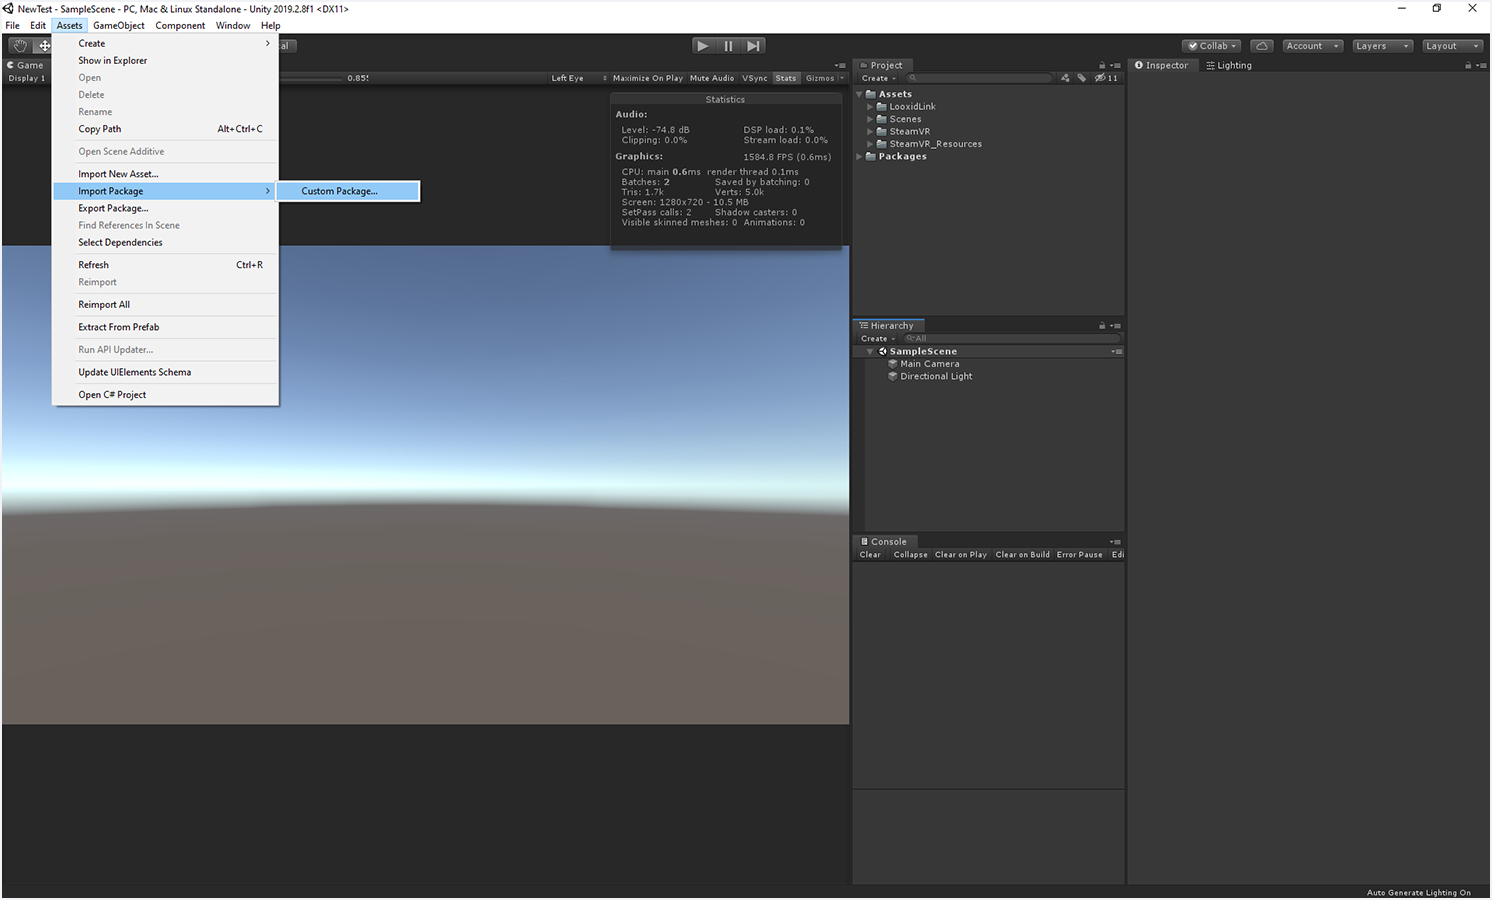 NewTest - SampleScene - PC, Mac & Linux Standalone - Unity 2019.2.8f1 <DX11>
File Edit Assets GameObject Component Window Help
Collab Account Layers Layout
Game
Display 1 0.85: Left Eye Maximize On Play Mute Audio VSync Stats Gizmos
Create
Show in Explorer
Open
Delete
Rename
Copy Path Alt+Ctrl+C
Open Scene Additive
Import New Asset...
Import Package
Custom Package...
Export Package...
Find References In Scene
Select Dependencies
Refresh Ctrl+R
Reimport
Reimport All
Extract From Prefab
Run API Updater...
Update UIElements Schema
Open C# Project
Statistics
Audio:
Level: -74.8 dB DSP load: 0.1%
Clipping: 0.0% Stream load: 0.0%
Graphics: 1584.8 FPS (0.6ms)
CPU: main 0.6ms render thread 0.1ms
Batches: 2 Saved by batching: 0
Tris: 1.7k Verts: 5.0k
Screen: 1280x720 - 10.5 MB
SetPass calls: 2 Shadow casters: 0
Visible skinned meshes: 0 Animations: 0
Project
Create 11
Assets
LooxidLink
Scenes
SteamVR
SteamVR_Resources
Packages
Hierarchy
Create All
SampleScene
Main Camera
Directional Light
Console
Clear Collapse Clear on Play Clear on Build Error Pause Edi
Inspector Lighting
Auto Generate Lighting On